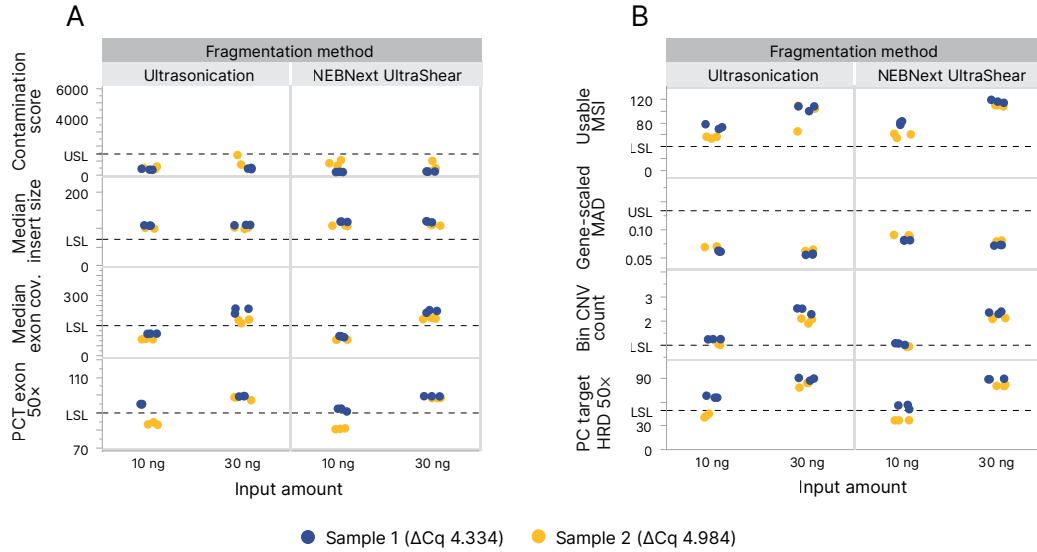 A
Fragmentation method
Ultrasonication
NEBNext UltraShear
Contamination
score
6000
4000
USL
0
Median
insert size
200
LSL
0
Median
exon cov.
300
LSL
0
PCT exon
50×
110
LSL
70
10 ng
30 ng
10 ng
30 ng
Input amount
B
Fragmentation method
Ultrasonication
NEBNext UltraShear
Usable
MSI
120
80
LSL
0
Gene-scaled
MAD
USL
0.10
0.05
Bin CNV
count
3
2
LSL
PC target
HRD 50×
90
LSL
30
0
10 ng
30 ng
10 ng
30 ng
Input amount
Sample 1 (ΔCq 4.334)
Sample 2 (ΔCq 4.984)